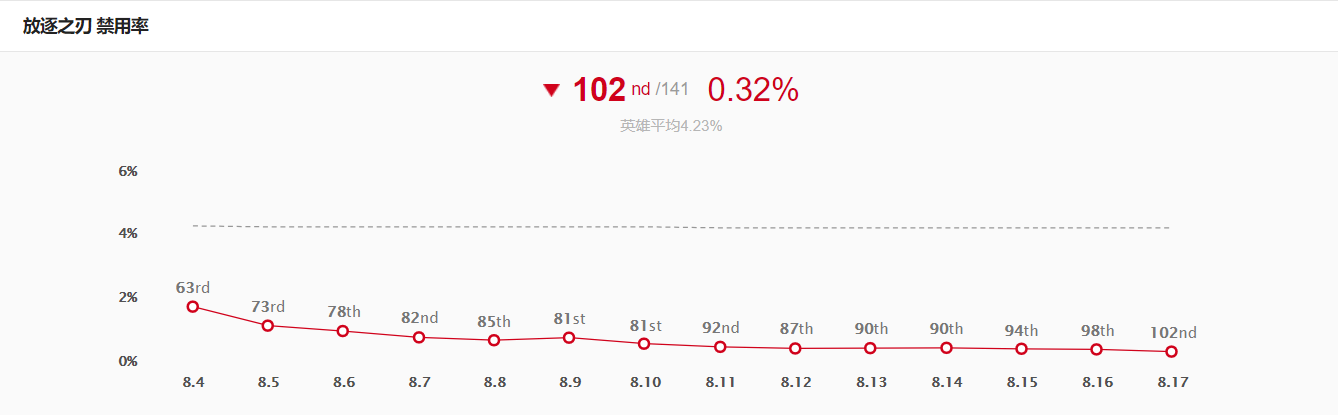 放逐之刃 禁用率
▼ 102 nd /141 0.32%
英雄平均4.23%
6%
4%
2%
0%
63rd 73rd 78th 82nd 85th 81st 81st 92nd 87th 90th 90th 94th 98th 102nd
8.4 8.5 8.6 8.7 8.8 8.9 8.10 8.11 8.12 8.13 8.14 8.15 8.16 8.17